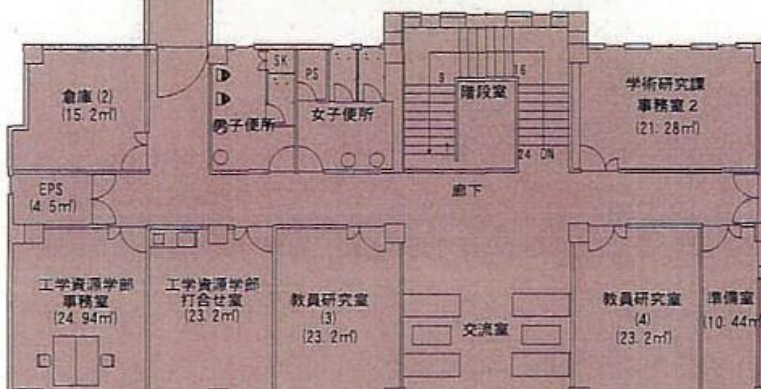 倉庫 (2)
(15.2㎡)
SK
PS
男子便所
女子便所
9
16
階段室
1
24 DN
学術研究課
事務室2
(21.28㎡)
EPS
(4.5㎡)
廊下
工学資源学部
事務室
(24.94㎡)
工学資源学部
打合せ室
(23.2㎡)
教員研究室
(3)
(23.2㎡)
交流室
教員研究室
(4)
(23.2㎡)
準備室
(10.44㎡)